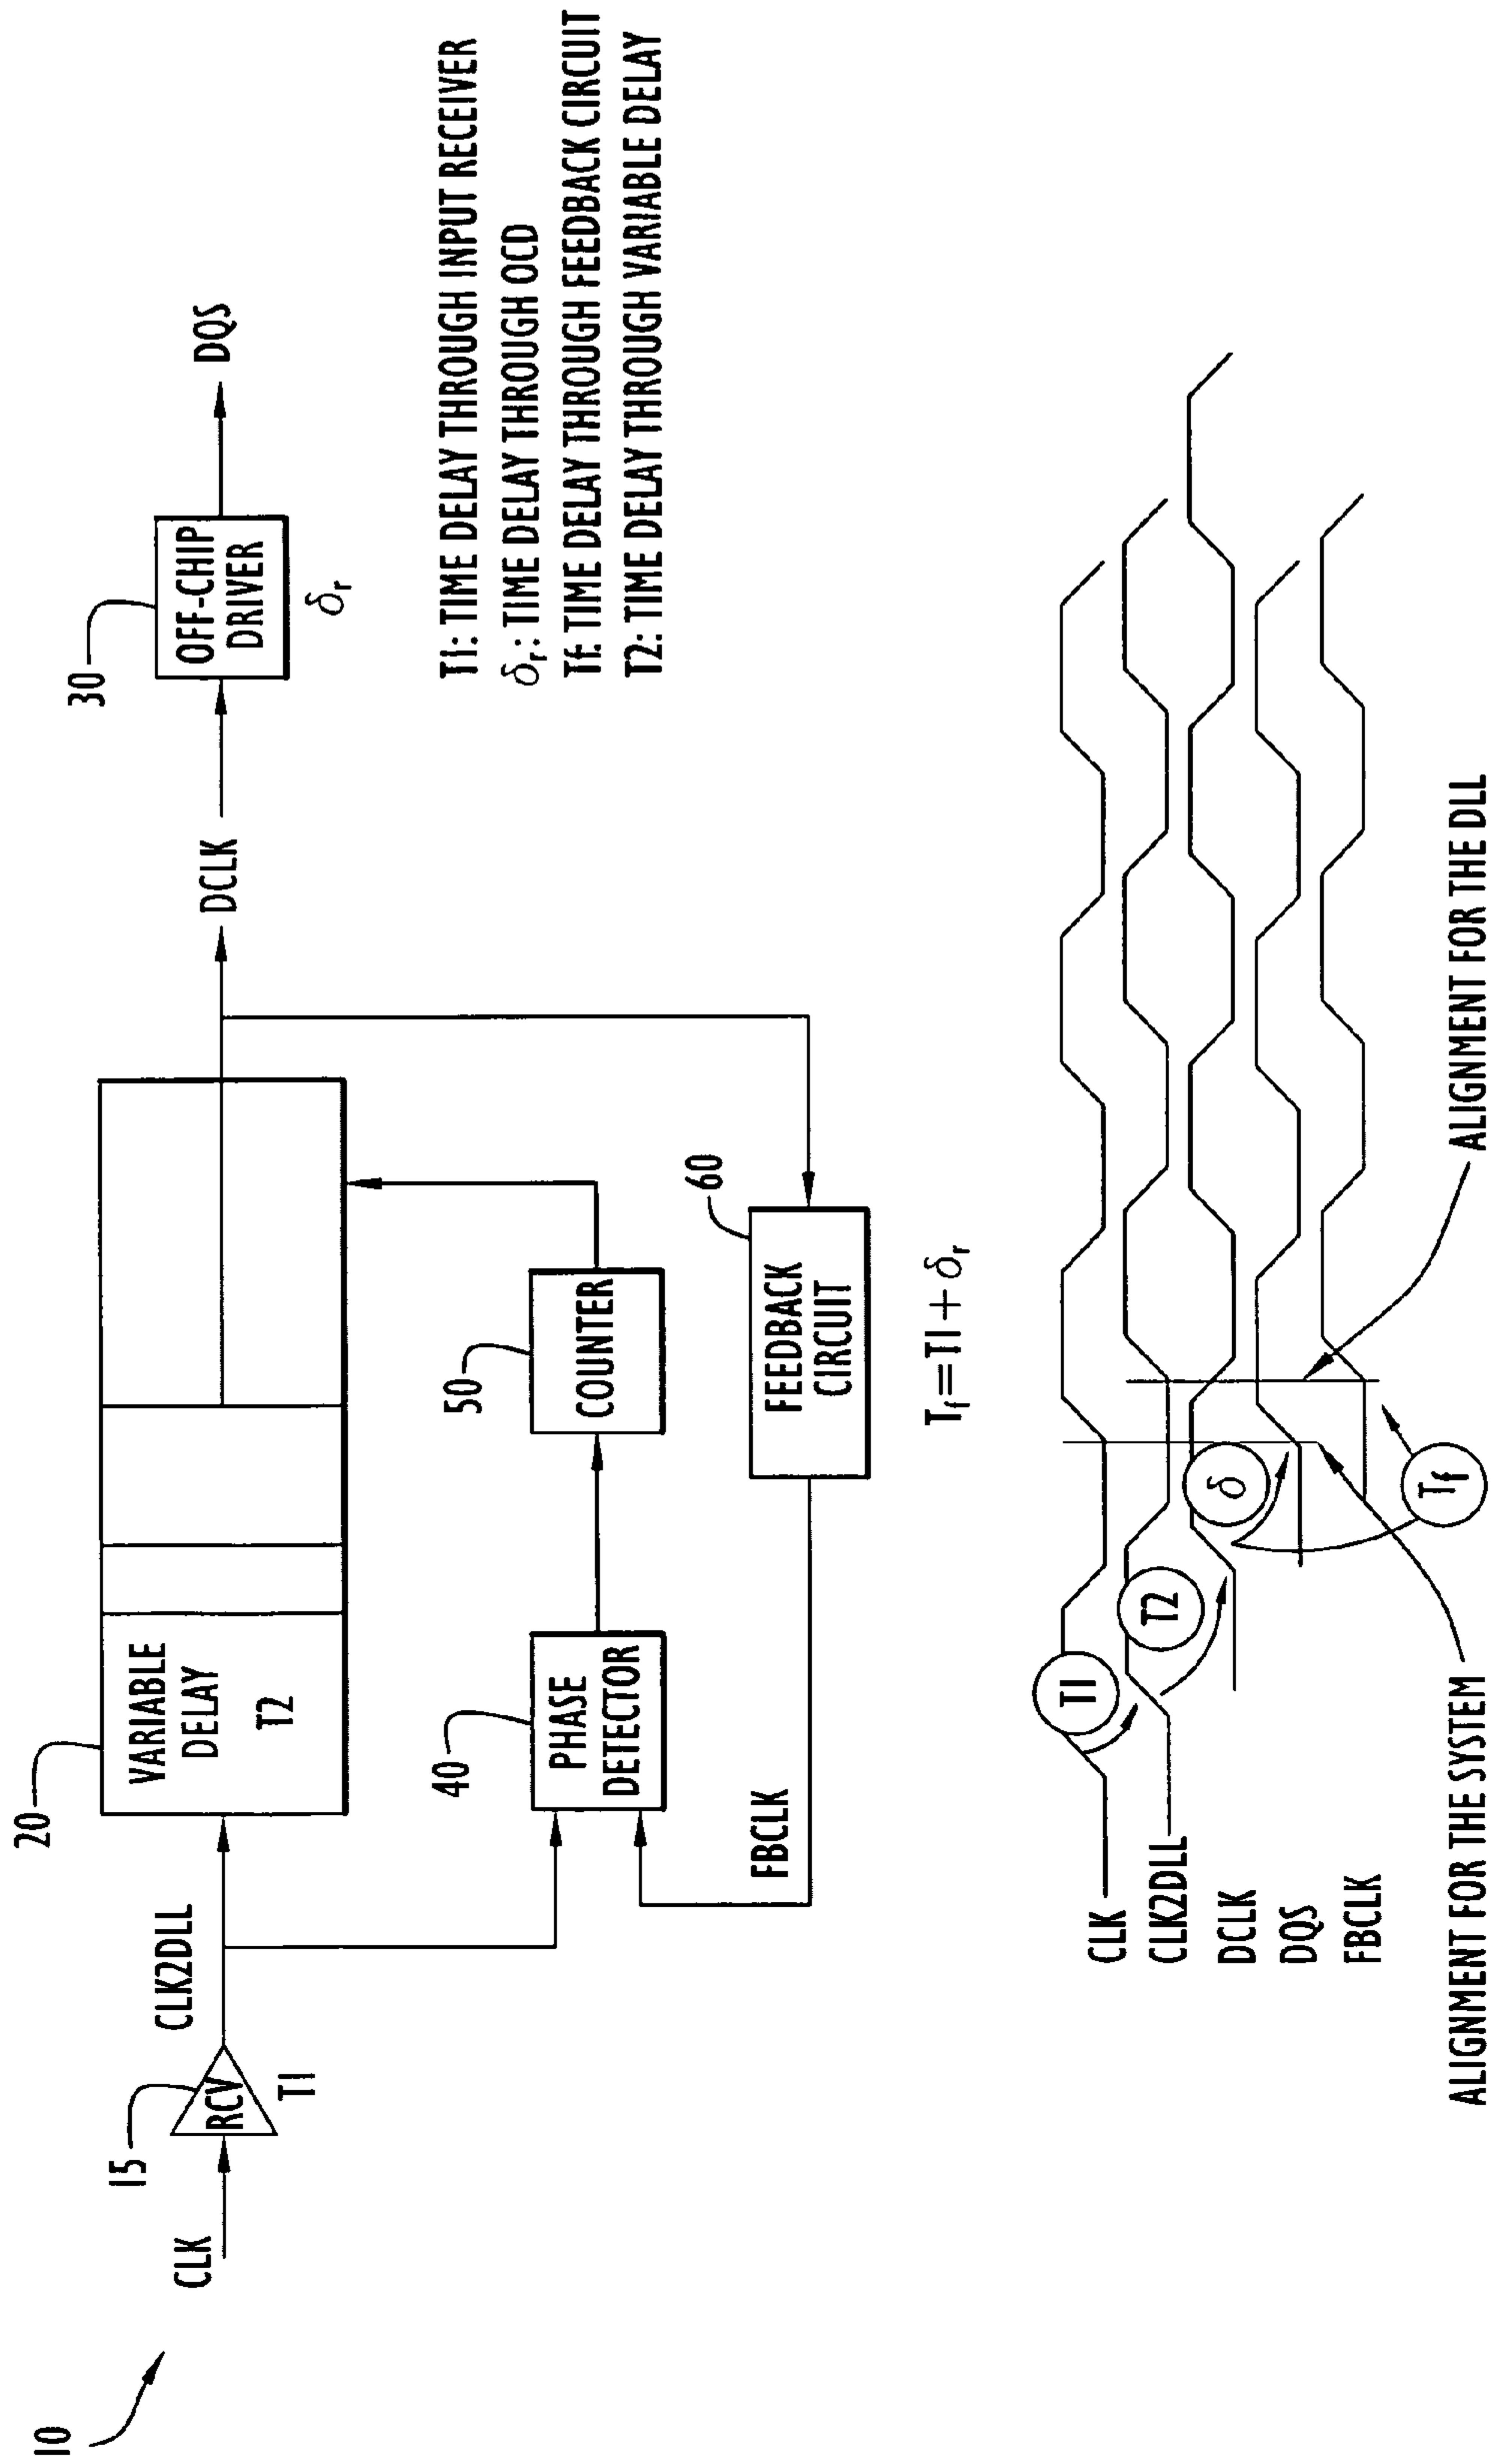 10
CLK
15
RCV
T1
CLK2DLL
20
VARIABLE
DELAY
T2
DCLK
30
OFF-CHIP
DRIVER
δr
DQS
40
PHASE
DETECTOR
50
COUNTER
60
FEEDBACK
CIRCUIT
FBCLK
Tf=T1+δr
T1: TIME DELAY THROUGH INPUT RECEIVER
δr: TIME DELAY THROUGH OCD
Tf: TIME DELAY THROUGH FEEDBACK CIRCUIT
T2: TIME DELAY THROUGH VARIABLE DELAY
CLK
CLK2DLL
DCLK
DQS
FBCLK
T1
T2
δ
Tf
ALIGNMENT FOR THE SYSTEM
ALIGNMENT FOR THE DLL